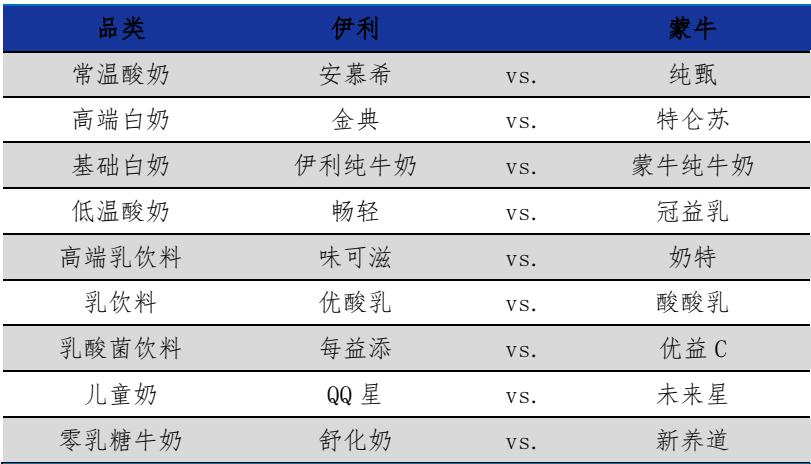 品类 伊利 蒙牛
常温酸奶 安慕希 vs. 纯甄
高端白奶 金典 vs. 特仑苏
基础白奶 伊利纯牛奶 vs. 蒙牛纯牛奶
低温酸奶 畅轻 vs. 冠益乳
高端乳饮料 味可滋 vs. 奶特
乳饮料 优酸乳 vs. 酸酸乳
乳酸菌饮料 每益添 vs. 优益 C
儿童奶 QQ 星 vs. 未来星
零乳糖牛奶 舒化奶 vs. 新养道